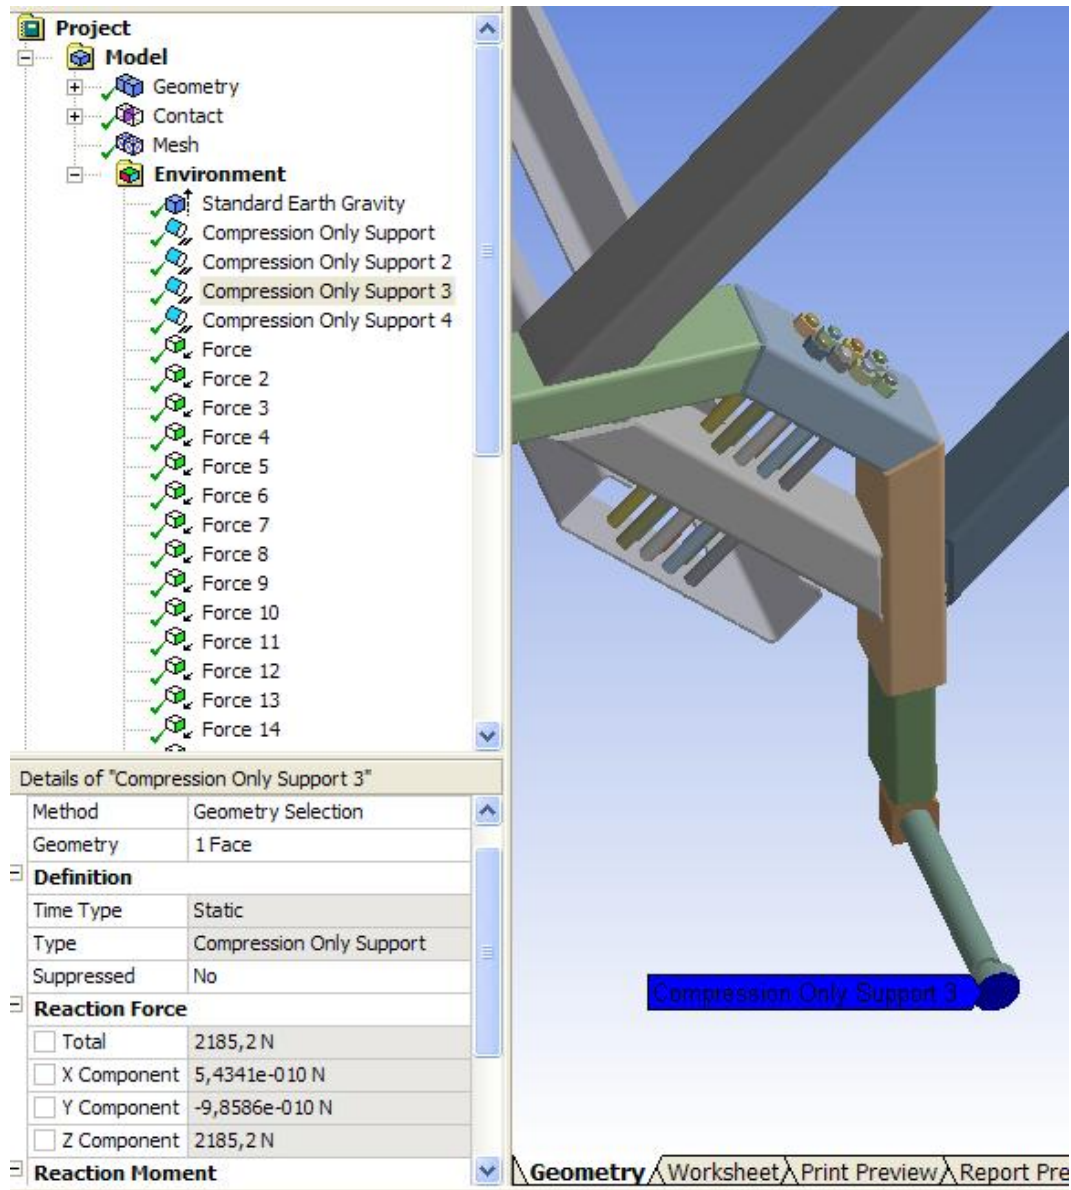 Project
Model
Geometry
Contact
Mesh
Environment
Standard Earth Gravity
Compression Only Support
Compression Only Support 2
Compression Only Support 3
Compression Only Support 4
Force
Force 2
Force 3
Force 4
Force 5
Force 6
Force 7
Force 8
Force 9
Force 10
Force 11
Force 12
Force 13
Force 14
Details of "Compression Only Support 3"
Method Geometry Selection
Geometry 1 Face
Definition
Time Type Static
Type Compression Only Support
Suppressed No
Reaction Force
Total 2185,2 N
X Component 5,4341e-010 N
Y Component -9,8586e-010 N
Z Component 2185,2 N
Reaction Moment
Compression Only Support 3
Geometry Worksheet Print Preview Report Pre